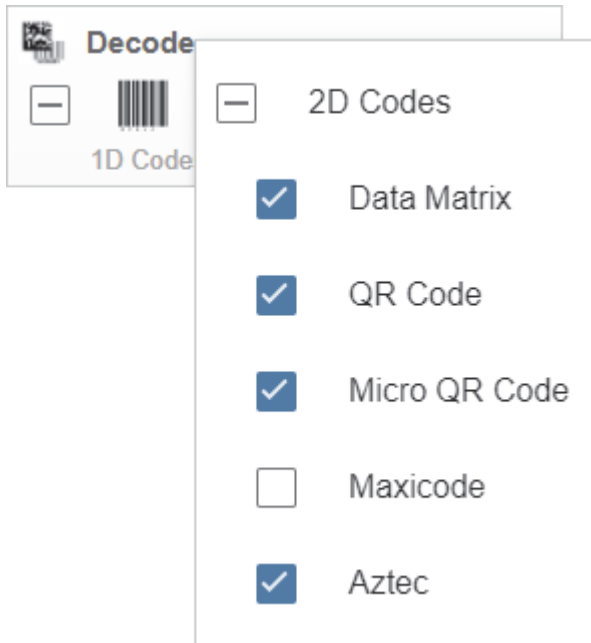 Decode
1D Code
2D Codes
Data Matrix
QR Code
Micro QR Code
Maxicode
Aztec